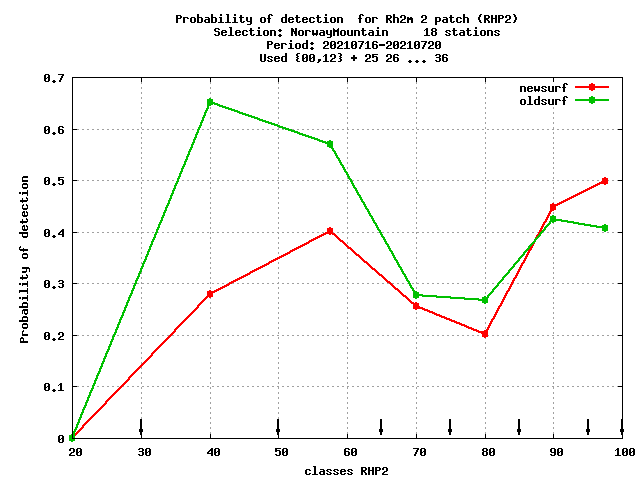 Probability of detection  for Rh2m 2 patch (RHP2)
Selection: NorwayMountain     18 stations
Period: 20210716-20210720
Used {00,12} + 25 26 ... 36
newsurf
oldsurf
Probability of detection
0.7
0.6
0.5
0.4
0.3
0.2
0.1
0
20 30 40 50 60 70 80 90 100
classes RHP2